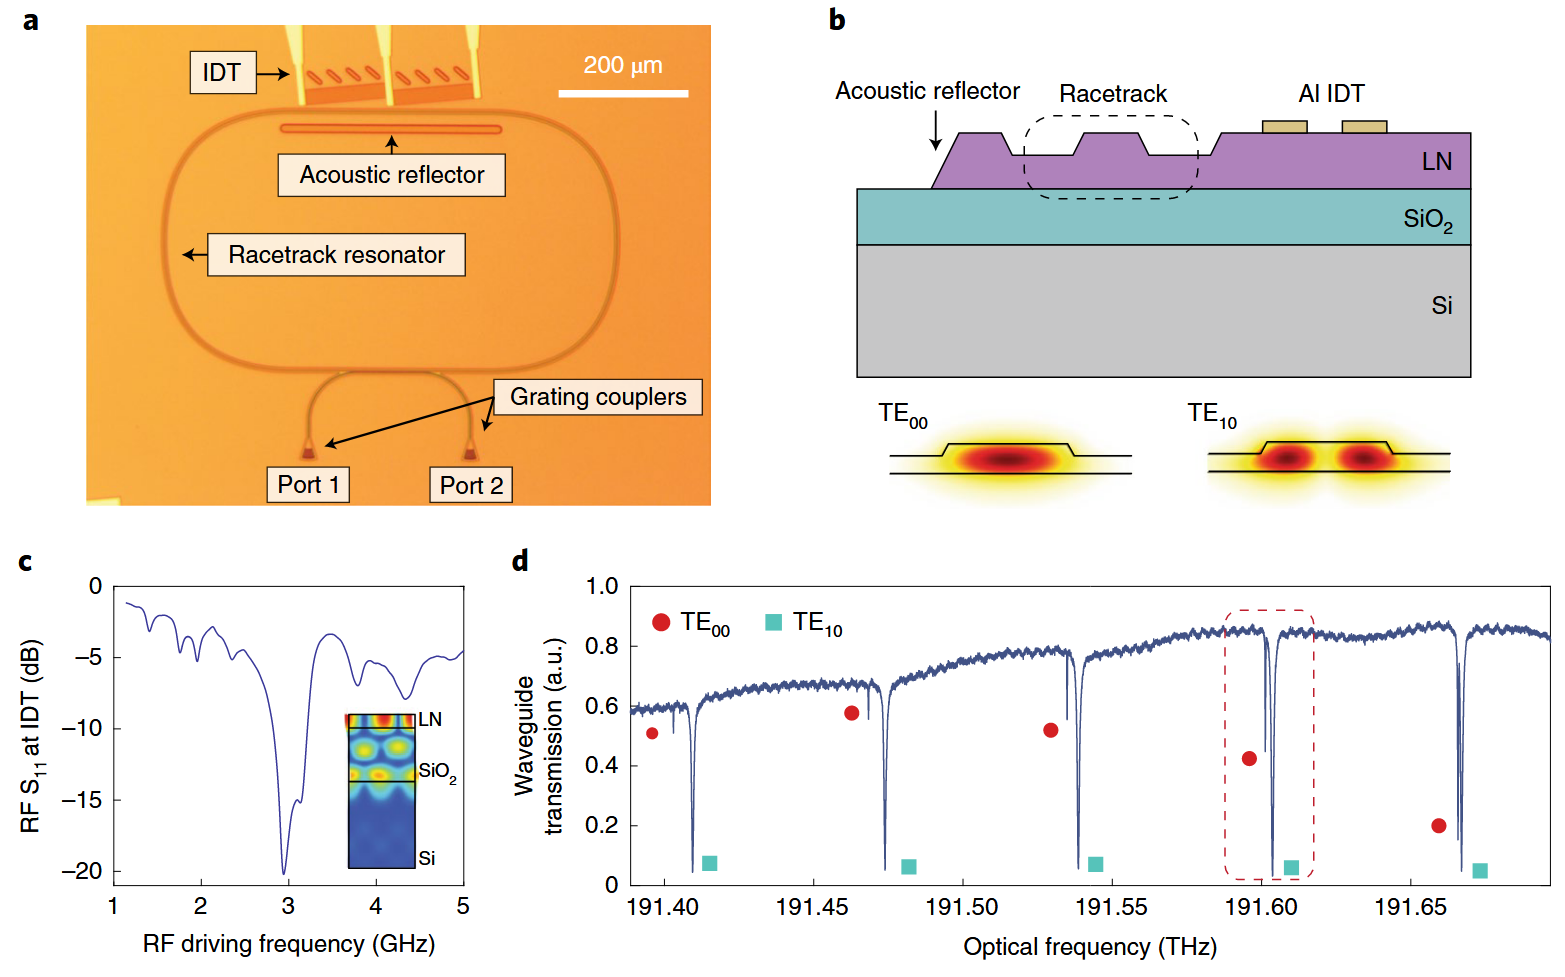 a
IDT
200 μm
Acoustic reflector
Racetrack resonator
Grating couplers
Port 1
Port 2
b
Acoustic reflector
Racetrack
Al IDT
LN
SiO2
Si
TE00
TE10
c
0
–5
–10
–15
–20
RF S11 at IDT (dB)
LN
SiO2
Si
1 2 3 4 5
RF driving frequency (GHz)
d
1.0
0.8
0.6
0.4
0.2
0
Waveguide
transmission (a.u.)
TE00
TE10
191.40 191.45 191.50 191.55 191.60 191.65
Optical frequency (THz)